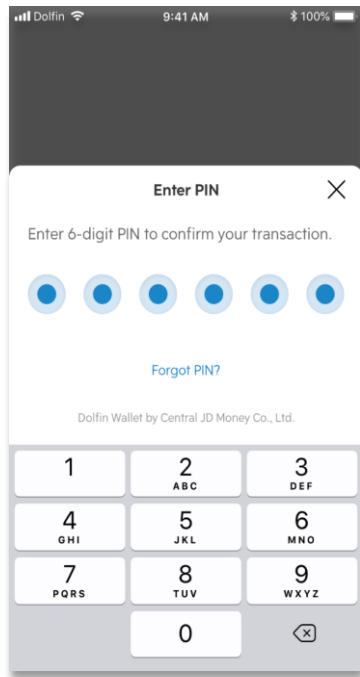 Dolfin 9:41 AM 100%
Enter PIN
Enter 6-digit PIN to confirm your transaction.
Forgot PIN?
Dolfin Wallet by Central JD Money Co., Ltd.
1 2 3
ABC DEF
4 5 6
GHI JKL MNO
7 8 9
PQRS TUV WXYZ
0